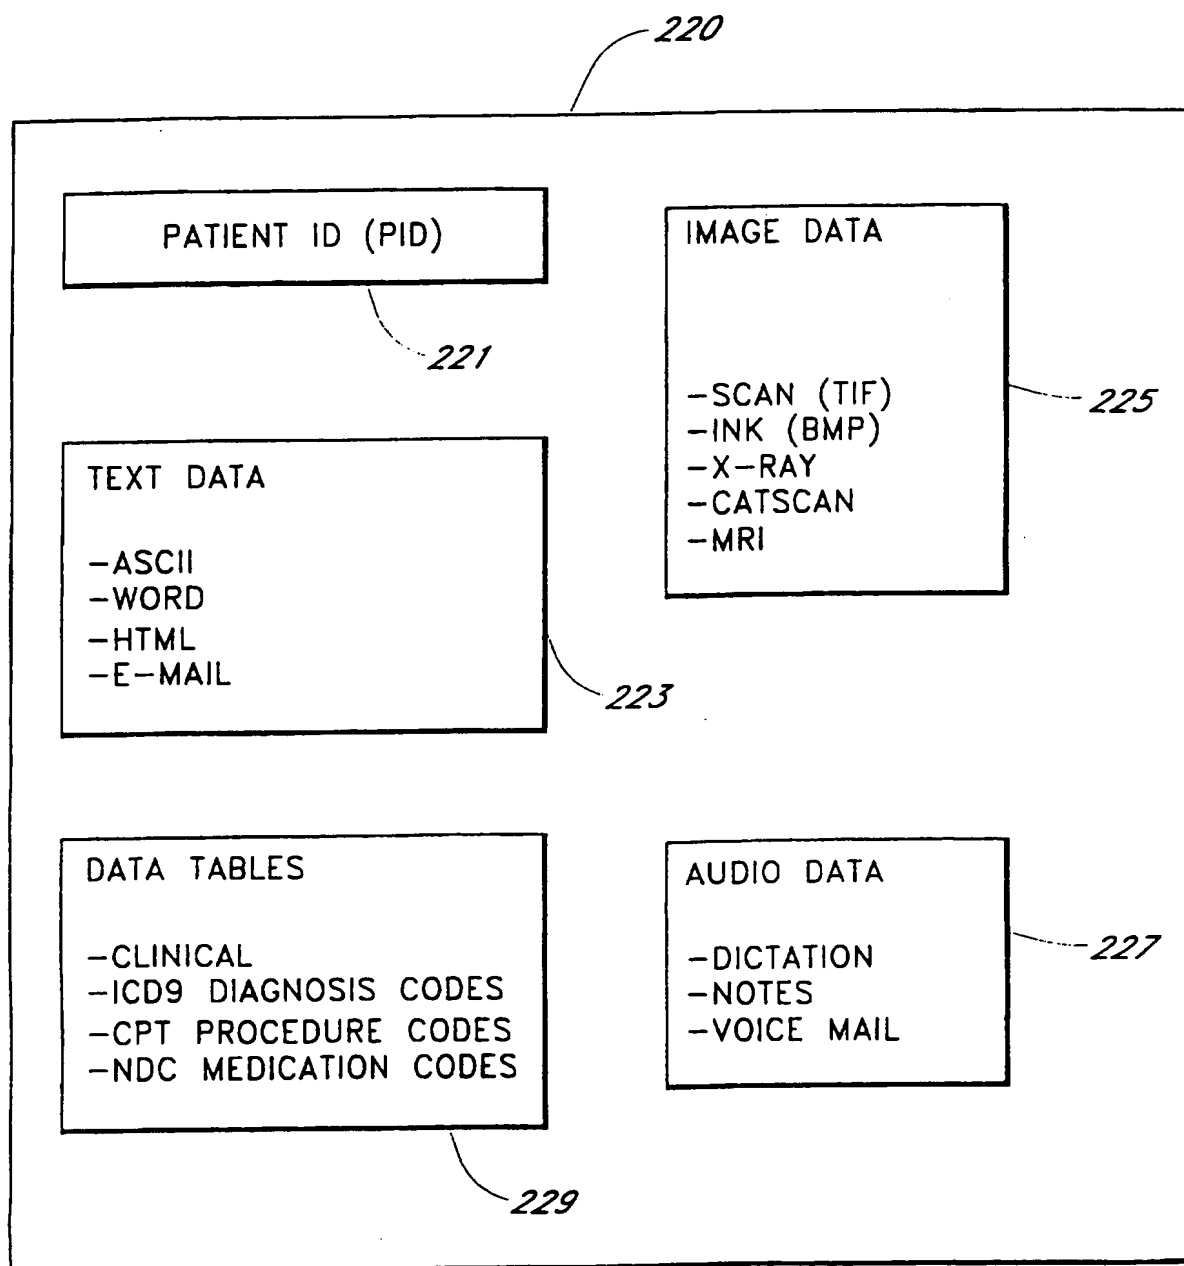 220
PATIENT ID (PID)
221
IMAGE DATA
-SCAN (TIF)
-INK (BMP)
-X-RAY
-CATSCAN
-MRI
225
TEXT DATA
-ASCII
-WORD
-HTML
-E-MAIL
223
DATA TABLES
-CLINICAL
-ICD9 DIAGNOSIS CODES
-CPT PROCEDURE CODES
-NDC MEDICATION CODES
229
AUDIO DATA
-DICTATION
-NOTES
-VOICE MAIL
227